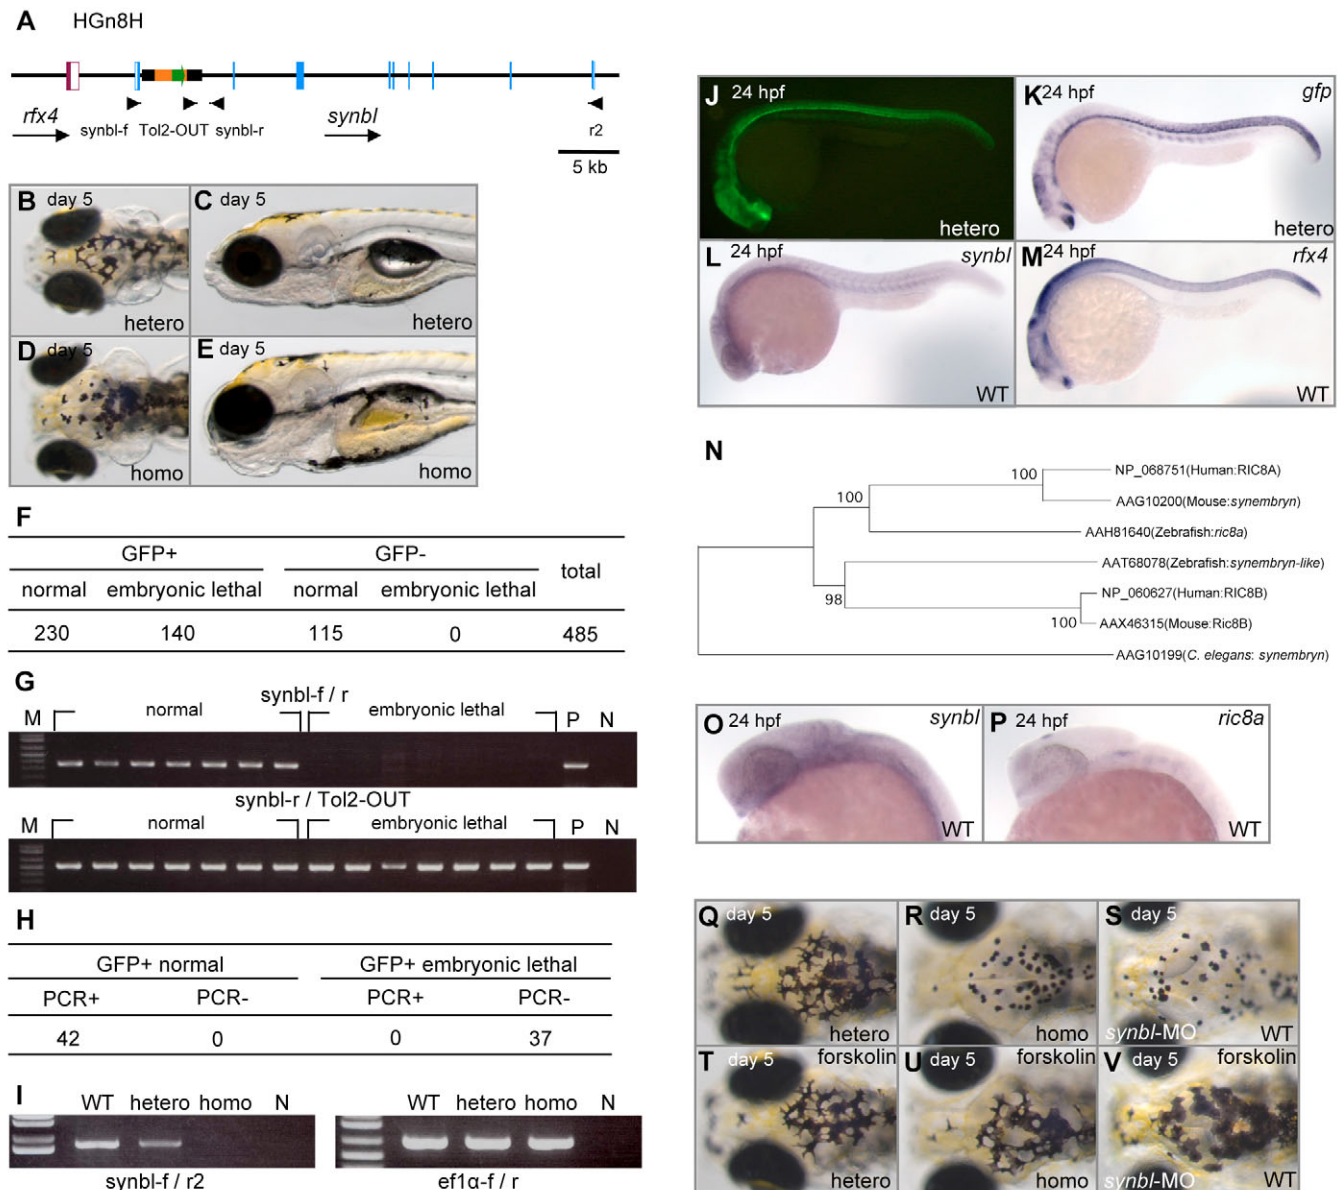 A HGn8H
rfx4 synbl-f Tol2-OUT synbl-r synbl r2
5 kb
B day 5 hetero
C day 5 hetero
D day 5 homo
E day 5 homo
F
GFP+ GFP- total
normal embryonic lethal normal embryonic lethal
230 140 115 0 485
G
synbl-f / r
M normal embryonic lethal P N
synbl-r / Tol2-OUT
M normal embryonic lethal P N
H
GFP+ normal GFP+ embryonic lethal
PCR+ PCR- PCR+ PCR-
42 0 0 37
I WT hetero homo N WT hetero homo N
synbl-f / r2 ef1α-f / r
J 24 hpf hetero
K 24 hpf gfp hetero
L 24 hpf synbl WT
M 24 hpf rfx4 WT
N
100 NP_068751(Human:RIC8A)
100 AAG10200(Mouse:synembryn)
AAH81640(Zebrafish:ric8a)
AAT68078(Zebrafish:synembryn-like)
98 NP_060627(Human:RIC8B)
100 AAX46315(Mouse:Ric8B)
AAG10199(C. elegans: synembryn)
O 24 hpf synbl WT
P 24 hpf ric8a WT
Q day 5 hetero
R day 5 homo
S day 5 synbl-MO WT
T day 5 forskolin hetero
U day 5 forskolin homo
V day 5 forskolin synbl-MO WT